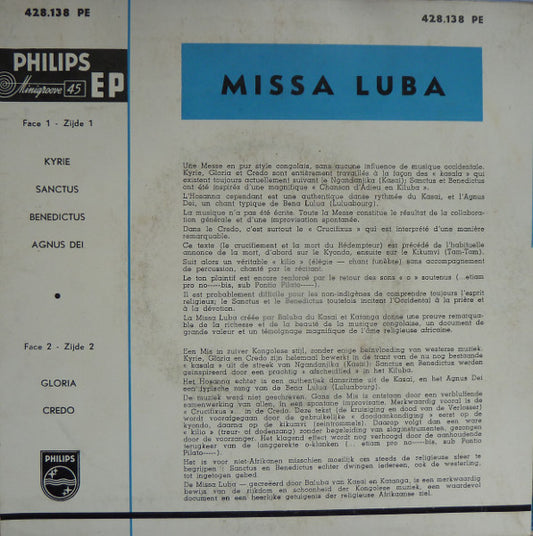 428.138 PE
428.138 PE
PHILIPS
Minigroove 45 EP
MISSA LUBA
Face 1 - Zijde 1
KYRIE
SANCTUS
BENEDICTUS
AGNUS DEI
Face 2 - Zijde 2
GLORIA
CREDO
PHILIPS
Une Messe en pur style congolais, sans aucune influence de musique occidentale.
Kyrie, Gloria et Credo sont entièrement travaillés à la façon des « kasala » qui
existent toujours actuellement suivant le Ngandanjika (Kasai); Sanctus et Benedictus
ont été inspirés d'une magnifique « Chanson d'Adieu en Kiluba ».
L'Hosanna cependant est une authentique danse rythmée du Kasai, et l'Agnus
Dei, un chant typique de Bena Lulua (Luluabourg).
La musique n'a pas été écrite. Toute la Messe constitue le résultat de la collabora-
tion générale et d'une improvisation spontanée.
Dans le Credo, c'est surtout le « Crucifixus » qui est interprété d'une manière
remarquable.
Ce texte (le crucifiement et la mort du Rédempteur) est précédé de l'habituelle
annonce de la mort, d'abord sur le Kyondo, ensuite sur le Kikumvi (Tam-Tom).
Suit alors un véritable « kilio » (élégie — chant funèbre) sans accompagnement
de percussion, chanté par le récitant.
Le ton plaintif est encore renforcé par le retour des sons « o » soutenus (...etiam
pro no-----bis, sub Pontio Pilato-----).
Il est probablement difficile pour les non-indigènes de comprendre toujours l'esprit
religieux; le Sanctus et le Benedictus toutefois incitent l'Occidental à la prière et
à la dévotion.
La Missa Luba créée par Baluba du Kasai et Katanga donne une preuve remarqua-
ble de la richesse et de la beauté de la musique congolaise, un document de
grande valeur et un témoignage magnifique de l'âme religieuse africaine.
Een Mis in zuiver Kongolese stijl, zonder enige beïnvloeding van westerse muziek.
Kyrie, Gloria en Credo zijn helemaal bewerkt in de trant van de nu nog bestaande
« kasala » uit de streek van Ngandanjika (Kasai); Sanctus en Benedictus werden
geïnspireerd door een prachtig « afscheidlied » in het Kiluba.
Het Hosanna echter is een authentiek dansritme uit de Kasai, en het Agnus Dei
een typische zang van de Bena Lulua (Luluabourg).
De muziek werd niet geschreven. Gans de Mis is ontstaan door een verbluffende
samenwerking van allen, in een spontane improvisatie. Merkwaardig vooral is de
« Crucifixus » .. in de Credo. Deze tekst (de kruisiging en dood van de Verlosser)
wordt voorafgegaan door de gebruikelijke « doodaankondiging » eerst op de
kyondo, daarna op de kikumvi (seintrommels). Daarop volgt dan een ware
« kilio » (treur- of dodenzang) zonder begeleiding van slaginstrumenten, gezongen
door de voorzanger. Het klagend effect wordt nog verhoogd door de aanhoudende
terugkeer van de langgerekte o-klanken (... etiam pro no-----bis, sub Pontio
Pilato-----).
Het is voor niet-Afrikanen misschien moeilijk om steeds de religieuse sfeer te
begrijpen : Sanctus en Benedictus echter dwingen iedereen, ook de westerling,
tot ingetogen gebed.
De Missa Luba — gecreëerd door Baluba van Kasai en Katanga, is een merkwaardig
bewijs van de rijkdom en schoonheid der Kongolese muziek, een waardevol
document en een heerlijke getuigenis der religieuse Afrikaanse ziel.